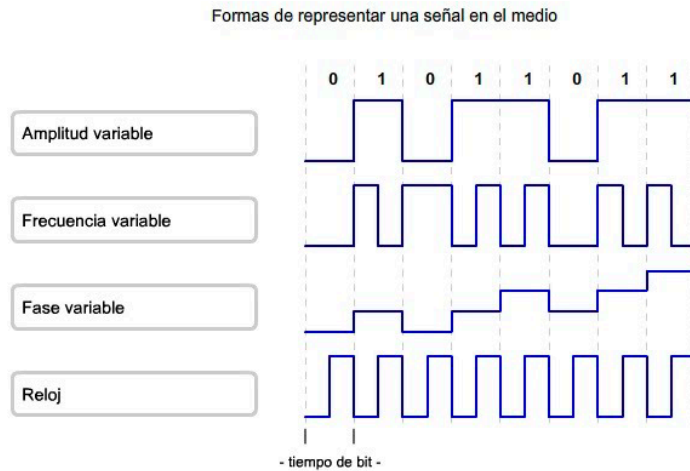 Formas de representar una señal en el medio
0 1 0 1 1 0 1 1
Amplitud variable
Frecuencia variable
Fase variable
Reloj
- tiempo de bit -